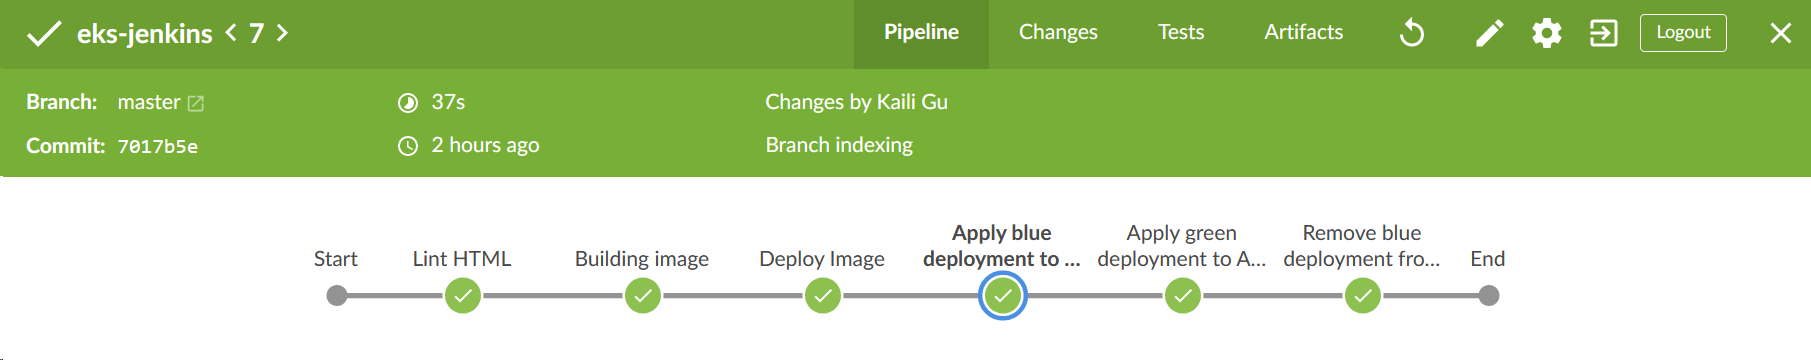 eks-jenkins < 7 >
Pipeline Changes Tests Artifacts Logout
Branch: master 37s Changes by Kaili Gu
Commit: 7017b5e 2 hours ago Branch indexing
Start
Lint HTML
Building image
Deploy Image
Apply blue
deployment to ...
Apply green
deployment to A...
Remove blue
deployment fro...
End